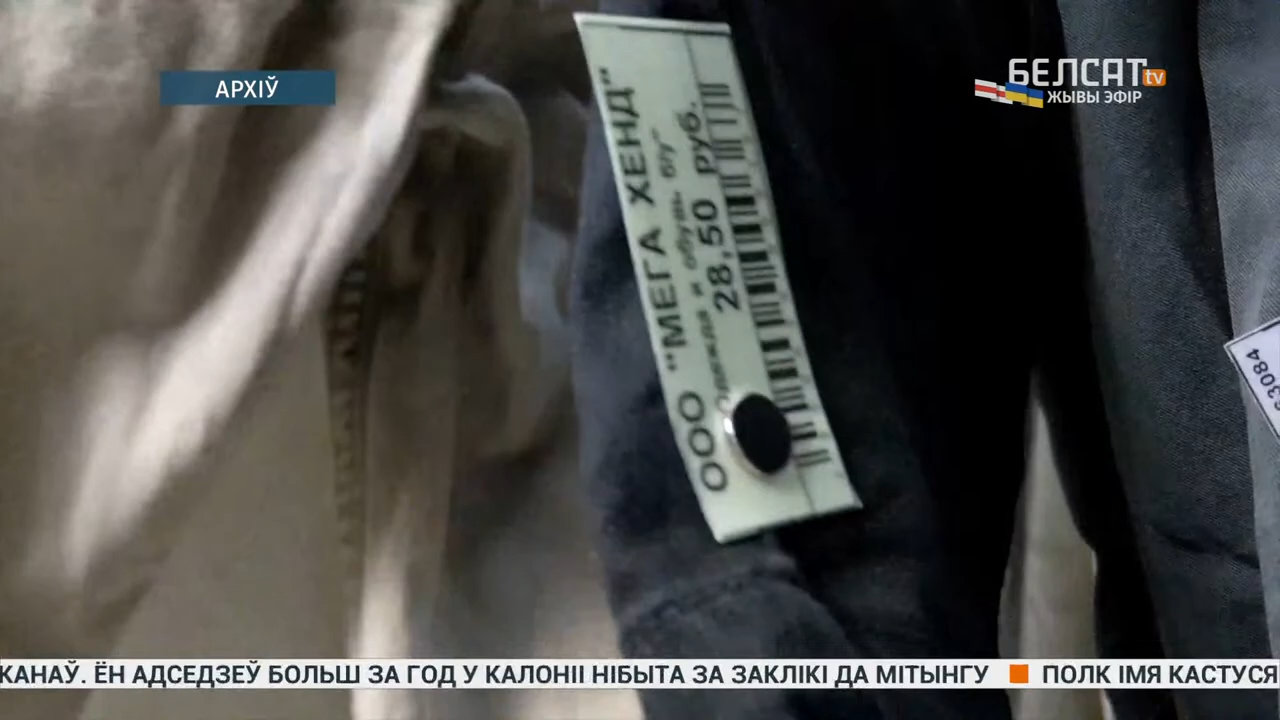 АРХІЎ
БЕЛСАТ tv
ЖЫВЫ ЭФІР
ООО "МЕГА ХЕНД"
Одежда и обувь б/у
28,50 руб.
63084
КАНАЎ. ЁН АДСЕДЗЕЎ БОЛЬШ ЗА ГОД У КАЛОНІІ НІБЫТА ЗА ЗАКЛІКІ ДА МІТЫНГУ ПОЛК ІМЯ КАСТУСЯ